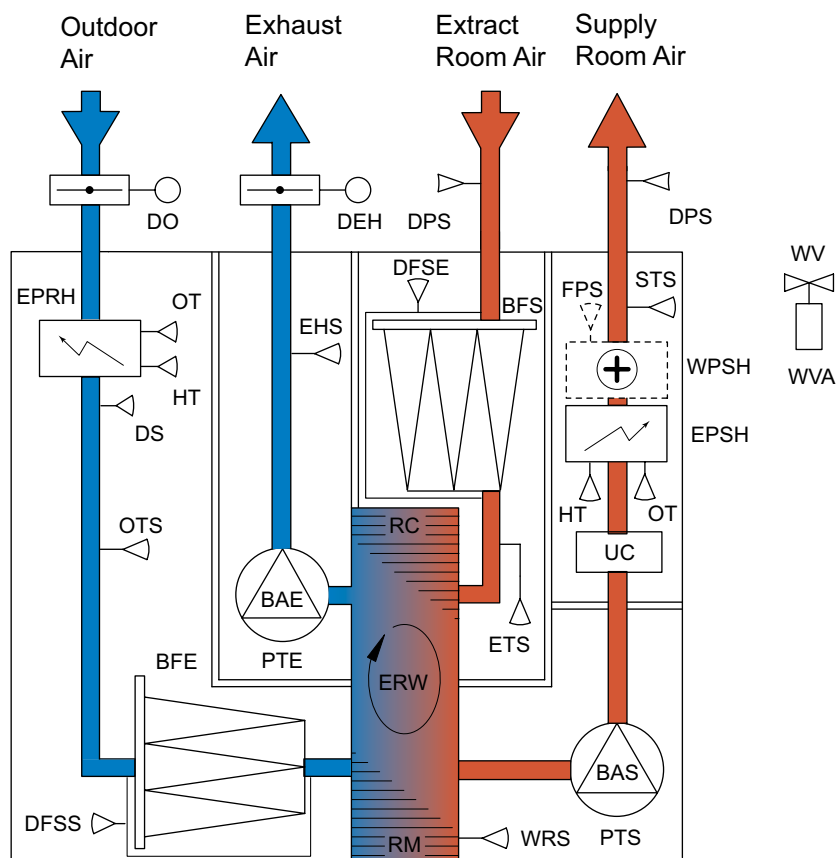 Outdoor
Air
Exhaust
Air
Extract
Room Air
Supply
Room Air
DO
DEH
DPS
DPS
EPRH
OT
HT
DS
OTS
EHS
DFSE
BFS
FPS
STS
WPSH
EPSH
HT
OT
UC
WV
WVA
RC
BAE
PTE
ETS
BFE
ERW
BAS
PTS
DFSS
RM
WRS